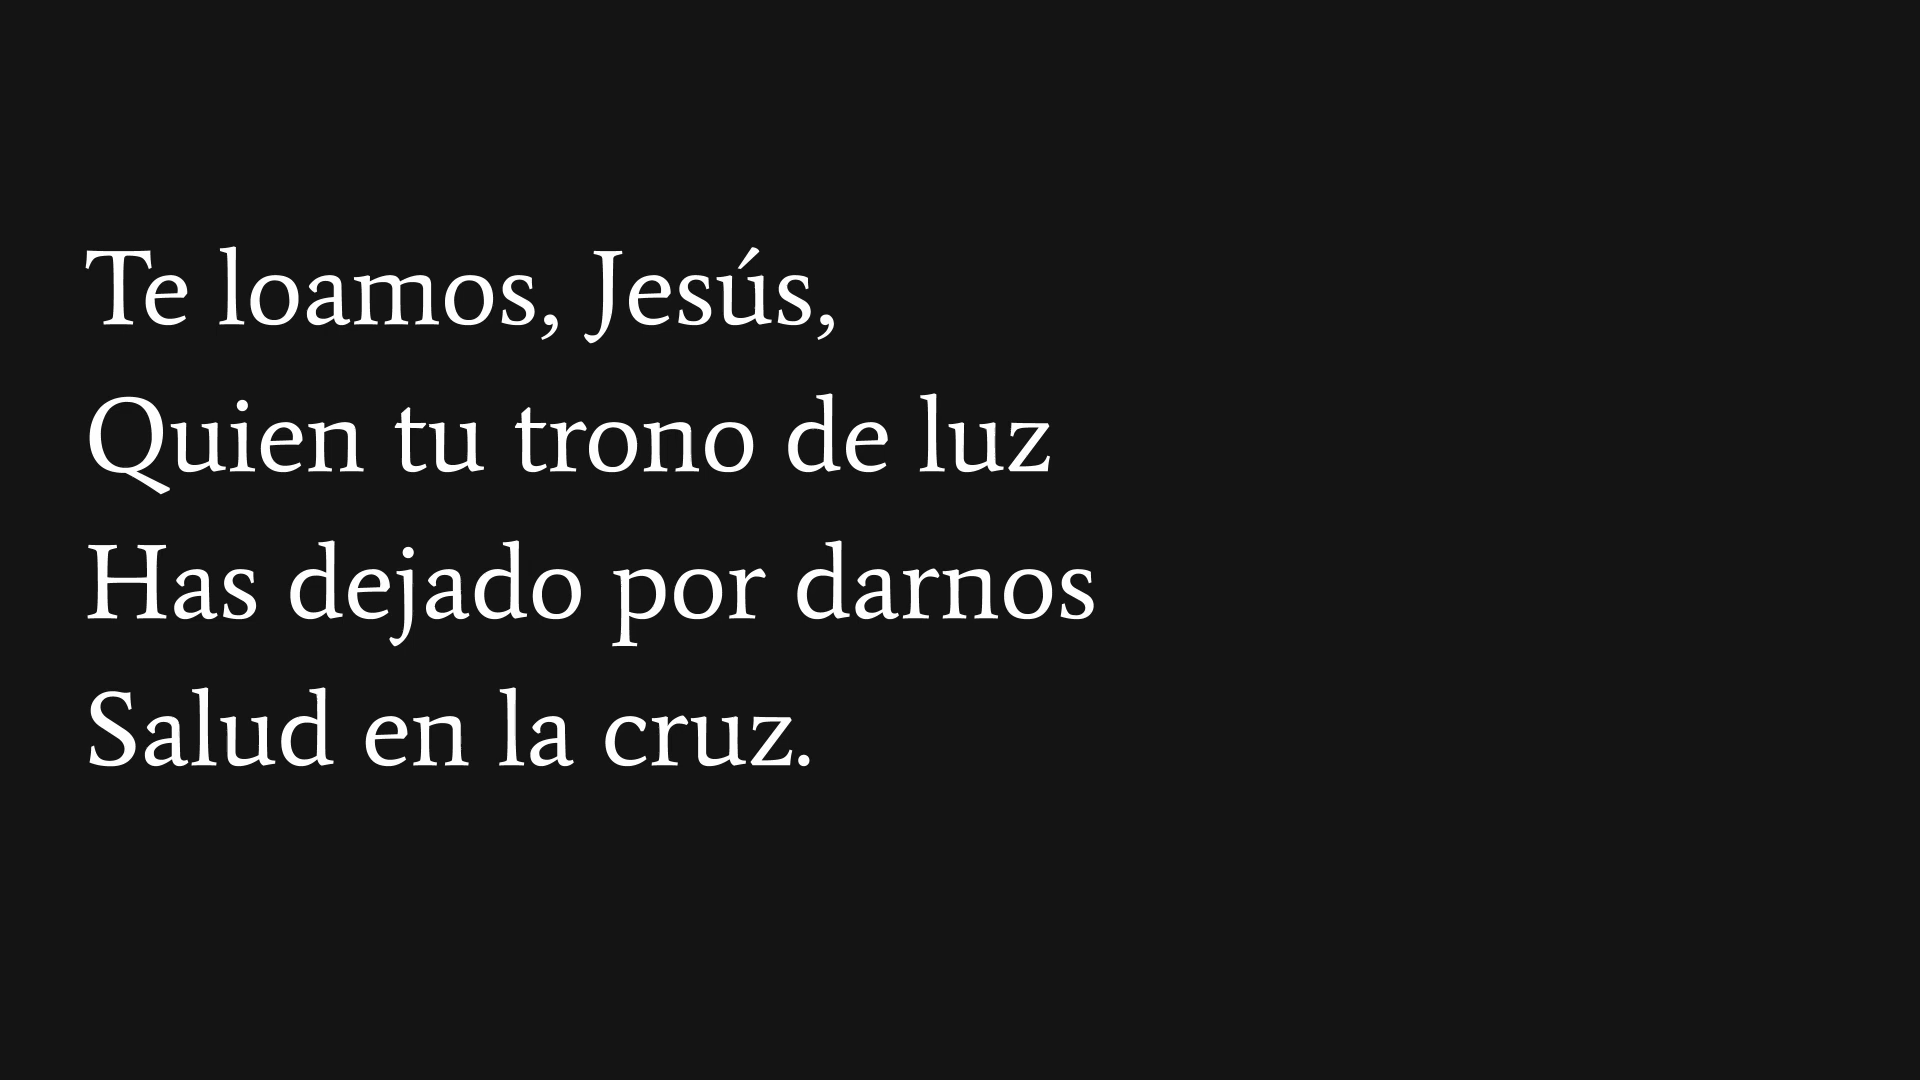 Te loamos, Jesús,
Quien tu trono de luz
Has dejado por darnos
Salud en la cruz.